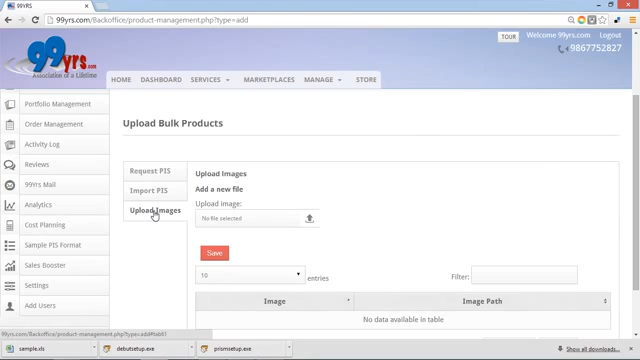 99YRS
99yrs.com/Backoffice/product-management.php?type=add
TOUR
Welcome 99yrs.com
Logout
9867752827
99yrs.com
Association of a Lifetime
HOME
DASHBOARD
SERVICES
MARKETPLACES
MANAGE
STORE
Portfolio Management
Order Management
Activity Log
Reviews
99Yrs Mail
Analytics
Cost Planning
Sample PIS Format
Sales Booster
Settings
Add Users
Upload Bulk Products
Request PIS
Import PIS
Upload Images
Upload Images
Add a new file
Upload image:
No file selected
Save
10
entries
Filter:
Image
Image Path
No data available in table
99yrs.com/Backoffice/product-management.php?type=add#tab61
sample.xls
debutsetup.exe
prismsetup.exe
Show all downloads...